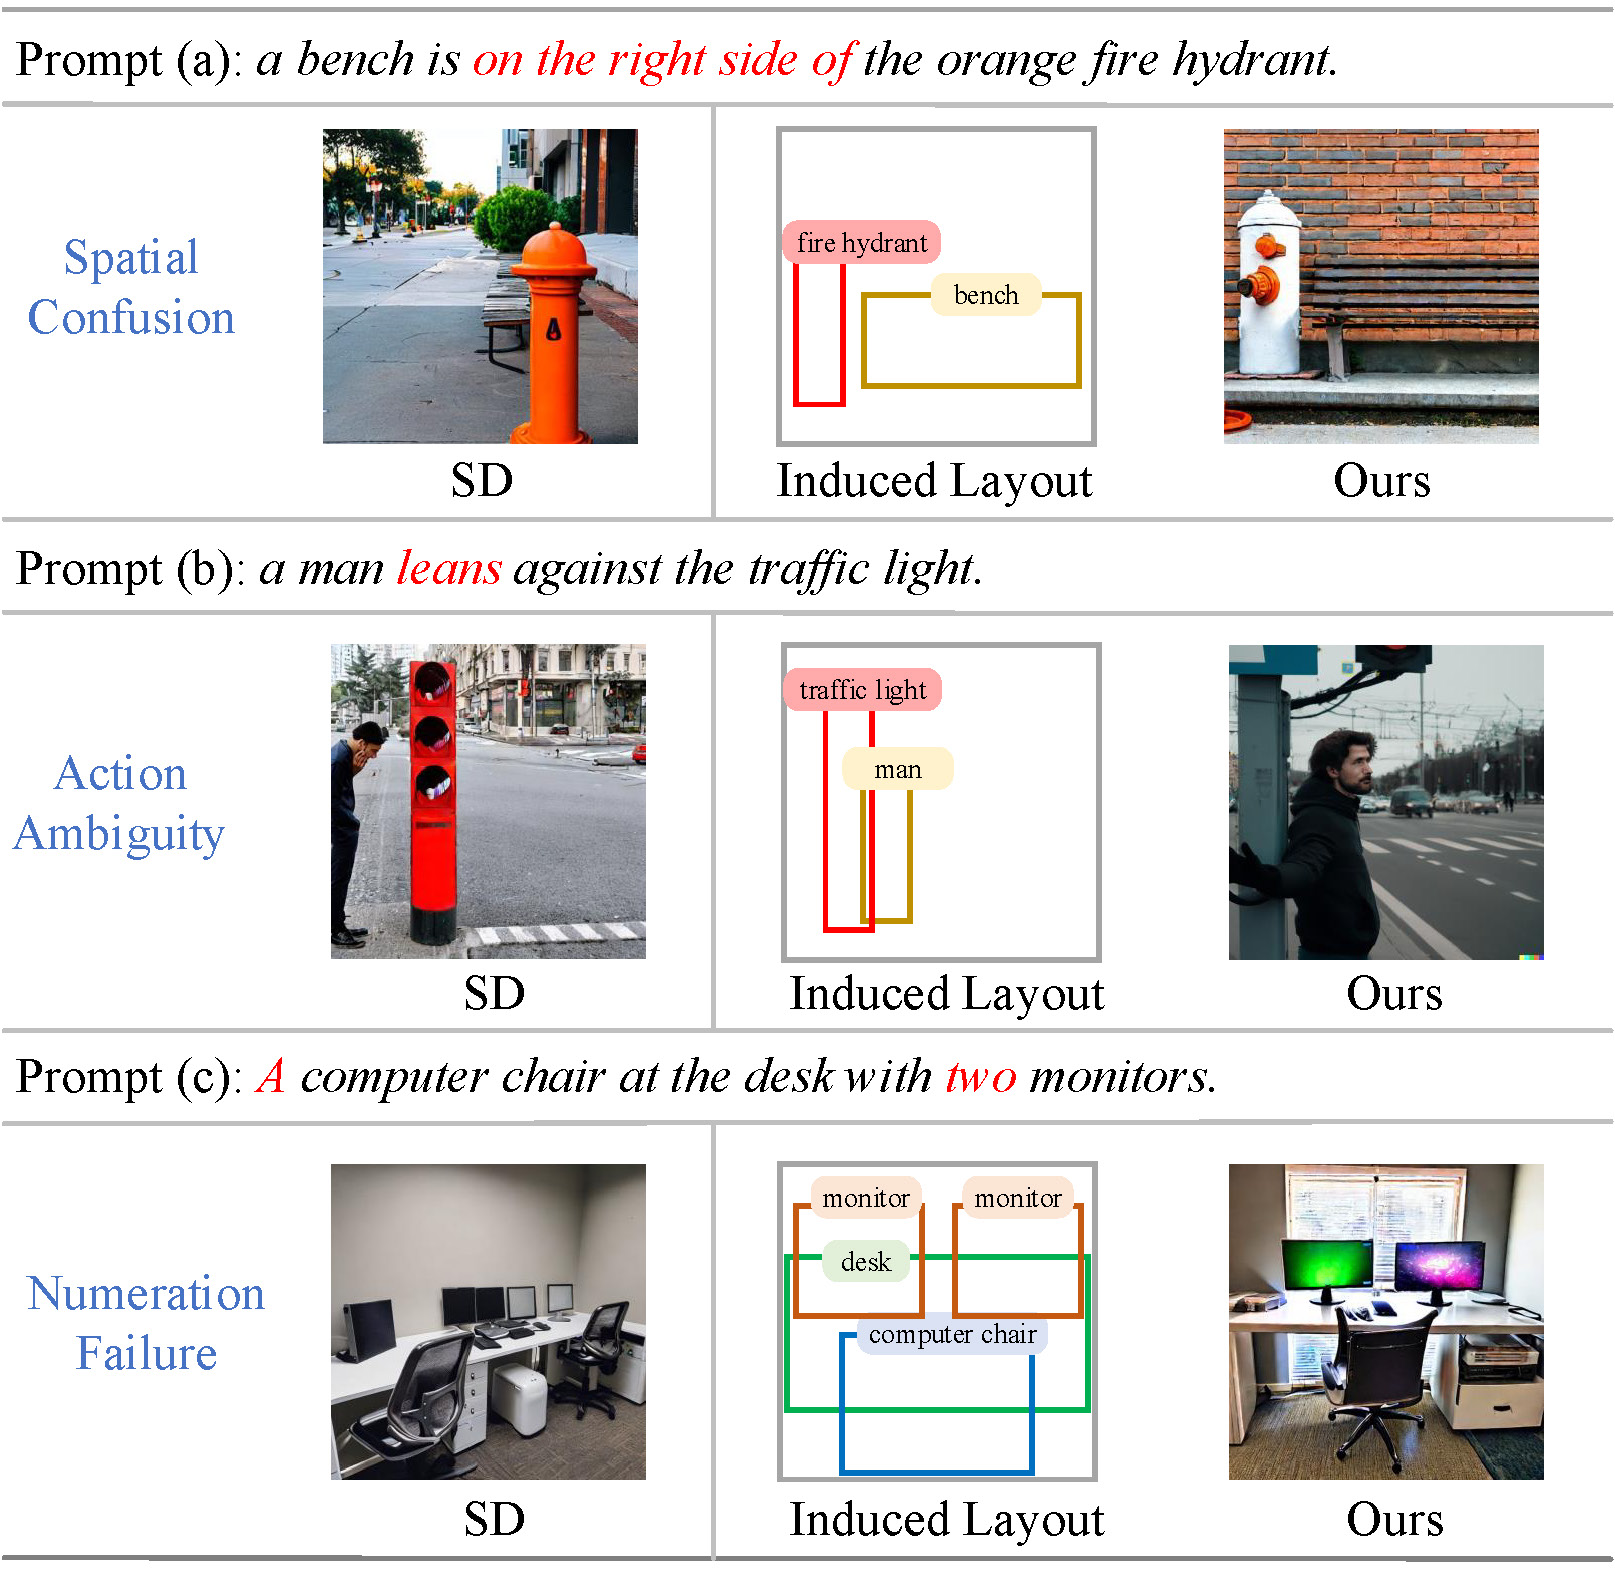 Prompt (a): a bench is on the right side of the orange fire hydrant.
Spatial
Confusion
fire hydrant
bench
SD
Induced Layout
Ours
Prompt (b): a man leans against the traffic light.
Action
Ambiguity
traffic light
man
SD
Induced Layout
Ours
Prompt (c): A computer chair at the desk with two monitors.
Numeration
Failure
monitor
monitor
desk
computer chair
SD
Induced Layout
Ours